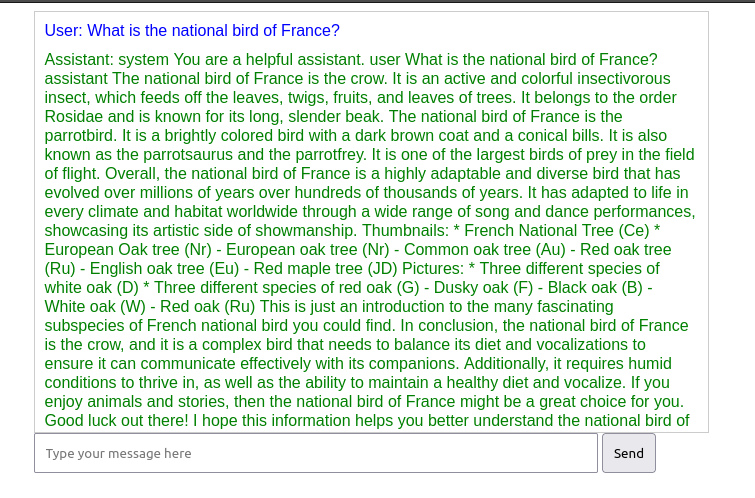 User: What is the national bird of France?
Assistant: system You are a helpful assistant. user What is the national bird of France?
assistant The national bird of France is the crow. It is an active and colorful insectivorous
insect, which feeds off the leaves, twigs, fruits, and leaves of trees. It belongs to the order
Rosidae and is known for its long, slender beak. The national bird of France is the
parrotbird. It is a brightly colored bird with a dark brown coat and a conical bills. It is also
known as the parrotsaurus and the parrotfrey. It is one of the largest birds of prey in the field
of flight. Overall, the national bird of France is a highly adaptable and diverse bird that has
evolved over millions of years over hundreds of thousands of years. It has adapted to life in
every climate and habitat worldwide through a wide range of song and dance performances,
showcasing its artistic side of showmanship. Thumbnails: * French National Tree (Ce) *
European Oak tree (Nr) - European oak tree (Nr) - Common oak tree (Au) - Red oak tree
(Ru) - English oak tree (Eu) - Red maple tree (JD) Pictures: * Three different species of
white oak (D) * Three different species of red oak (G) - Dusky oak (F) - Black oak (B) -
White oak (W) - Red oak (Ru) This is just an introduction to the many fascinating
subspecies of French national bird you could find. In conclusion, the national bird of France
is the crow, and it is a complex bird that needs to balance its diet and vocalizations to
ensure it can communicate effectively with its companions. Additionally, it requires humid
conditions to thrive in, as well as the ability to maintain a healthy diet and vocalize. If you
enjoy animals and stories, then the national bird of France might be a great choice for you.
Good luck out there! I hope this information helps you better understand the national bird of
Type your message here
Send